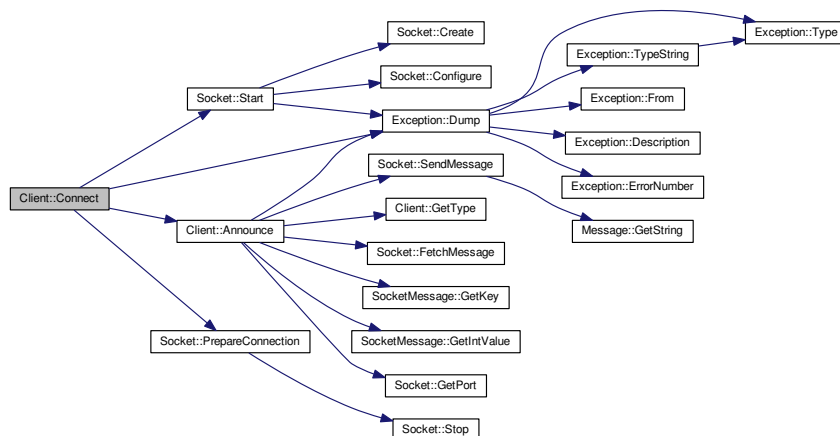 Client::Connect
Socket::Start
Client::Announce
Socket::PrepareConnection
Socket::Create
Socket::Configure
Exception::Dump
Socket::SendMessage
Client::GetType
Socket::FetchMessage
SocketMessage::GetKey
SocketMessage::GetIntValue
Socket::GetPort
Socket::Stop
Exception::TypeString
Exception::From
Exception::Description
Exception::ErrorNumber
Message::GetString
Exception::Type